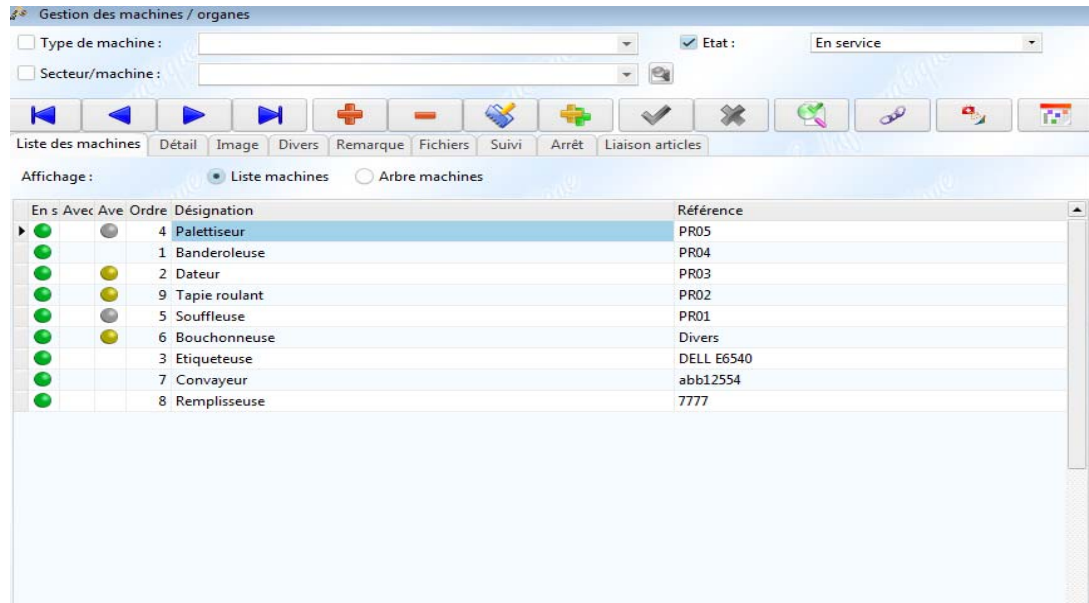 Gestion des machines / organes
Type de machine : Etat : En service
Secteur/machine :
Liste des machines Détail Image Divers Remarque Fichiers Suivi Arrêt Liaison articles
Affichage : Liste machines Arbre machines
En s Avec Ave Ordre Désignation Référence
4 Palettiseur PR05
1 Banderoleuse PR04
2 Dateur PR03
9 Tapie roulant PR02
5 Souffleuse PR01
6 Bouchonneuse Divers
3 Etiqueteuse DELL E6540
7 Convayeur abb12554
8 Remplisseuse 7777